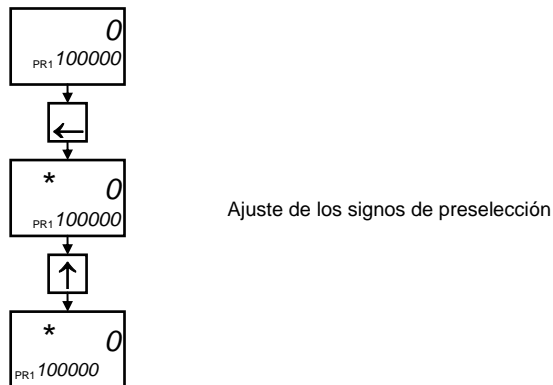 0
PR1 100000
←
* 0
PR1 100000
Ajuste de los signos de preselección
↑
* 0
PR1 100000